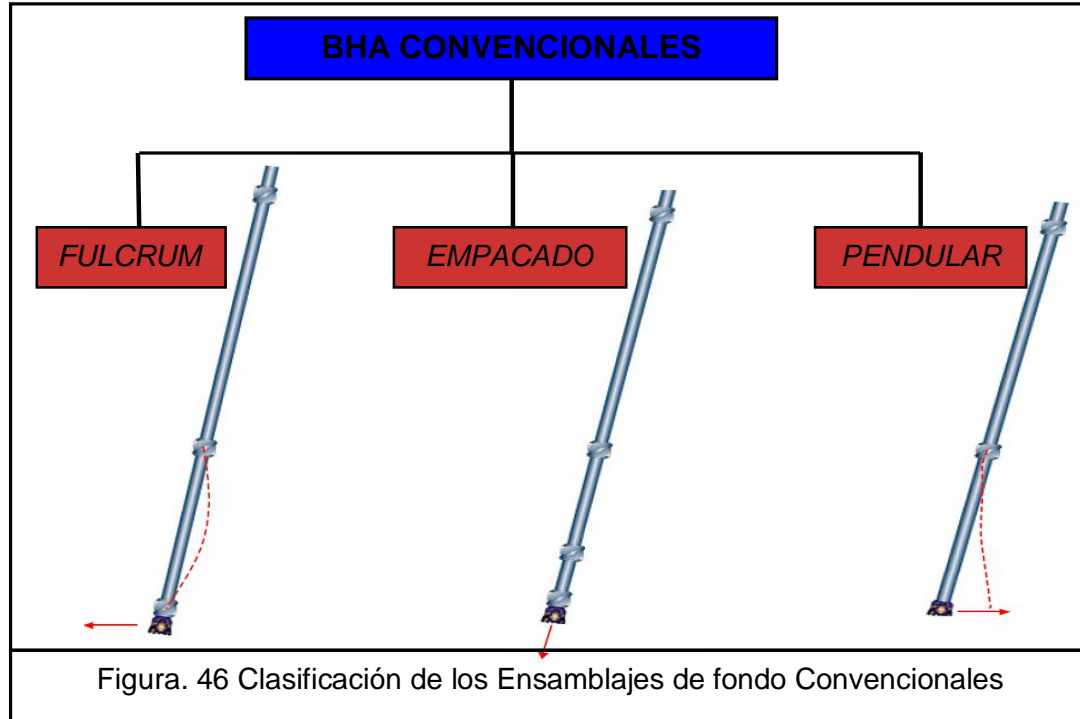 BHA CONVENCIONALES
FULCRUM
EMPACADO
PENDULAR
Figura. 46 Clasificación de los Ensamblajes de fondo Convencionales